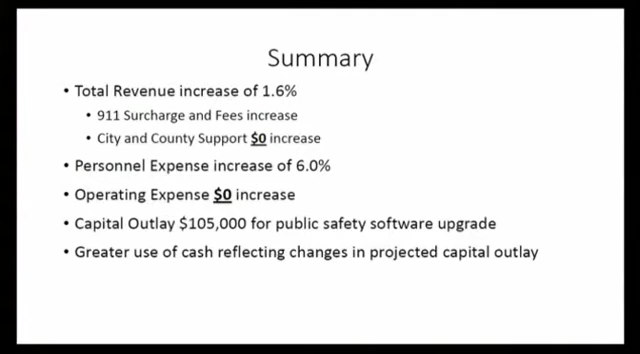 Summary
• Total Revenue increase of 1.6%
• 911 Surcharge and Fees increase
• City and County Support $0 increase
• Personnel Expense increase of 6.0%
• Operating Expense $0 increase
• Capital Outlay $105,000 for public safety software upgrade
• Greater use of cash reflecting changes in projected capital outlay